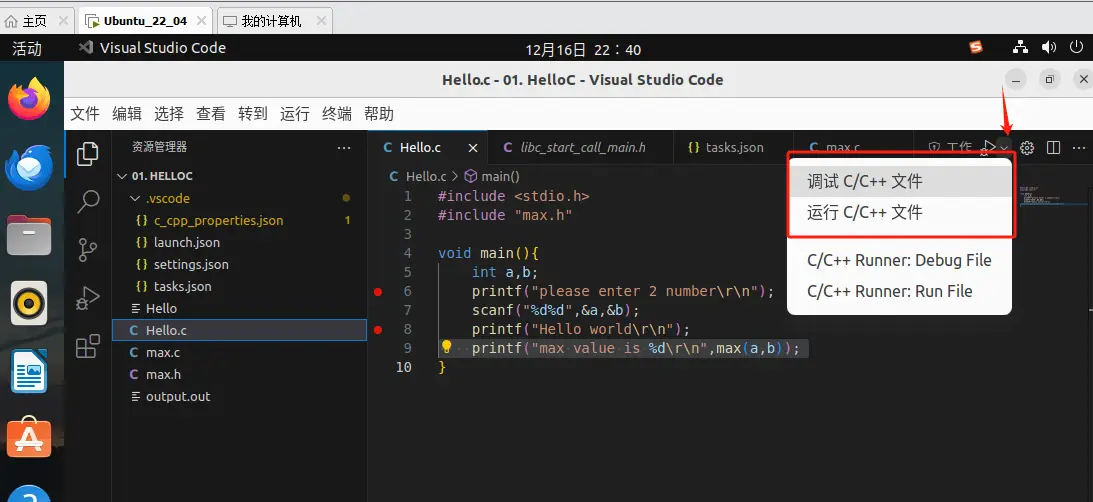 主页 × Ubuntu_22_04 × 我的计算机 ×
活动 Visual Studio Code 12月16日 22：40
Hello.c - 01. HelloC - Visual Studio Code
文件 编辑 选择 查看 转到 运行 终端 帮助
资源管理器 ···
01. HELLOC
.vscode
{} c_cpp_properties.json 1
{} launch.json
{} settings.json
{} tasks.json
Hello
C Hello.c
C max.c
C max.h
output.out
C Hello.c × C libc_start_call_main.h {} tasks.json C max.c 工作 ···
C Hello.c > main()
1 #include <stdio.h>
2 #include "max.h"
3
4 void main(){
5 int a,b;
6 printf("please enter 2 number\r\n");
7 scanf("%d%d",&a,&b);
8 printf("Hello world\r\n");
9 printf("max value is %d\r\n",max(a,b));
10 }
调试 C/C++ 文件
运行 C/C++ 文件
C/C++ Runner: Debug File
C/C++ Runner: Run File